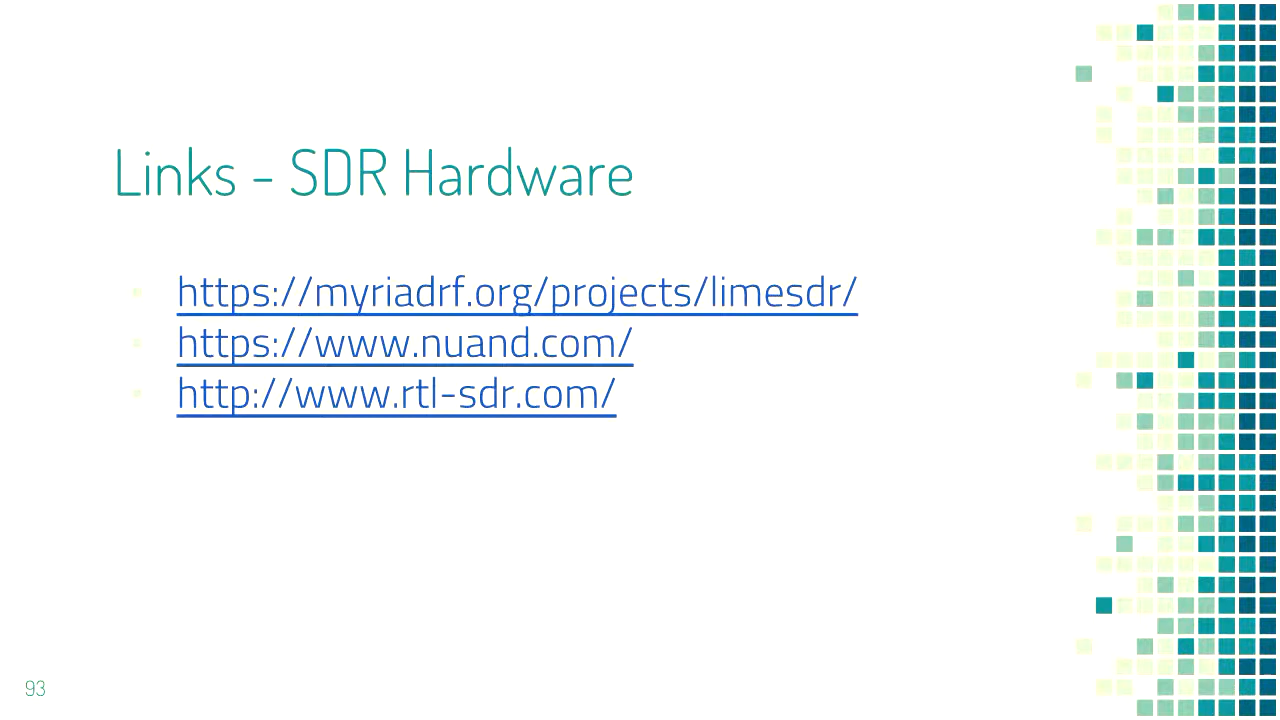 Links - SDR Hardware
https://myriadrf.org/projects/limesdr/
https://www.nuand.com/
http://www.rtl-sdr.com/
93